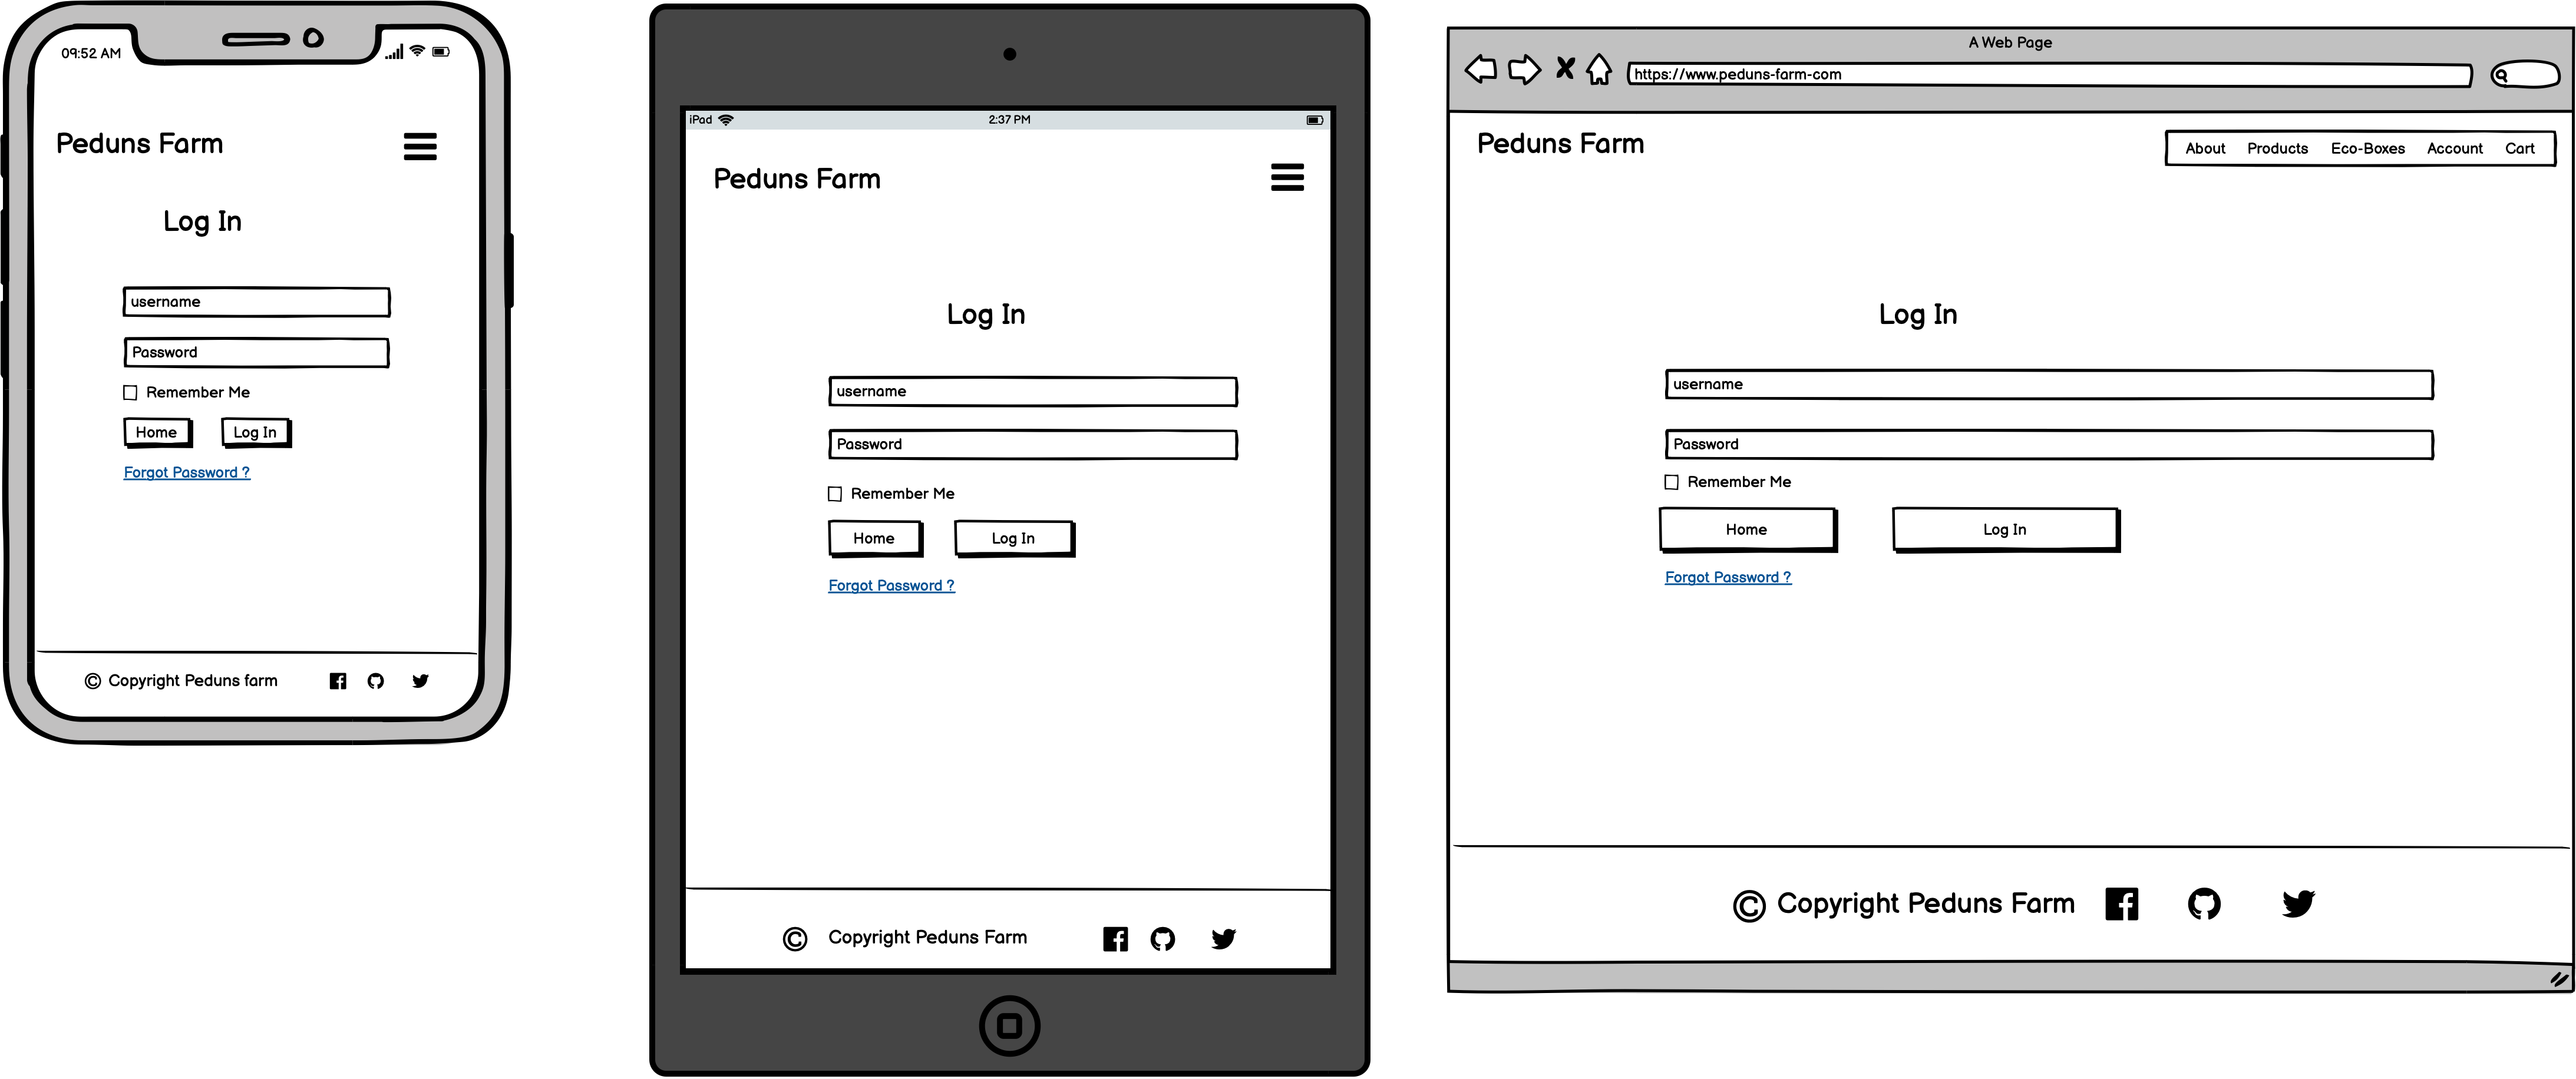 09:52 AM
Peduns Farm
Log In
username
Password
Remember Me
Home Log In
Forgot Password ?
© Copyright Peduns farm
iPad 2:37 PM
Peduns Farm
Log In
username
Password
Remember Me
Home Log In
Forgot Password ?
© Copyright Peduns Farm
A Web Page
https://www.peduns-farm-com
Peduns Farm About Products Eco-Boxes Account Cart
Log In
username
Password
Remember Me
Home Log In
Forgot Password ?
© Copyright Peduns Farm